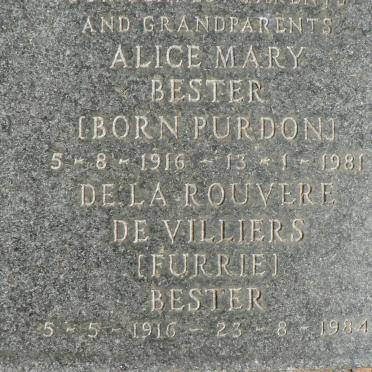 AND GRANDPARENTS
ALICE MARY
BESTER
[BORN PURDON]
5 - 8 - 1916 - 13 - 1 - 1981
DE LA ROUVERE
DE VILLIERS
[FURRIE]
BESTER
5 - 5 - 1916 - 23 - 8 - 1984